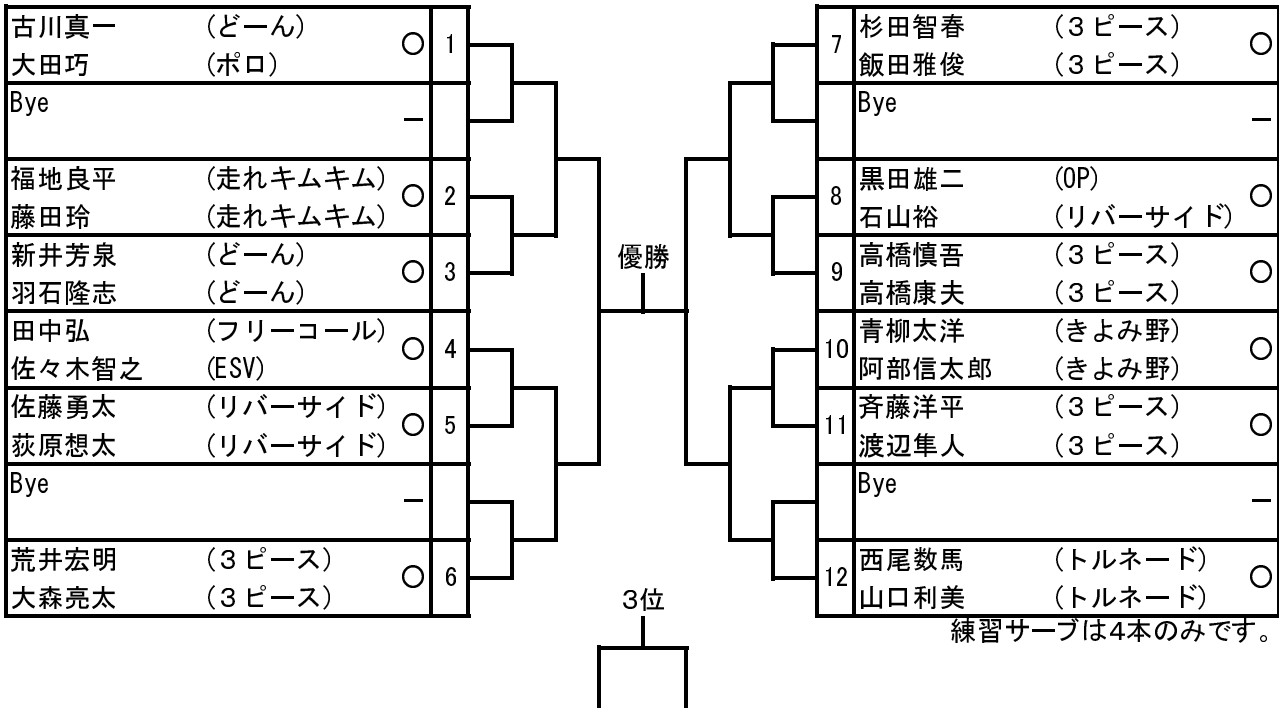 古川真一 (どーん) ○ 1
大田巧 (ポロ)
Bye －
福地良平 (走れキムキム) ○ 2
藤田玲 (走れキムキム)
新井芳泉 (どーん) ○ 3
羽石隆志 (どーん)
田中弘 (フリーコール) ○ 4
佐々木智之 (ESV)
佐藤勇太 (リバーサイド) ○ 5
荻原想太 (リバーサイド)
Bye －
荒井宏明 (３ピース) ○ 6
大森亮太 (３ピース)
優勝
3位
7 杉田智春 (３ピース) ○
飯田雅俊 (３ピース)
Bye －
8 黒田雄二 (OP) ○
石山裕 (リバーサイド)
9 高橋慎吾 (３ピース) ○
高橋康夫 (３ピース)
10 青柳太洋 (きよみ野) ○
阿部信太郎 (きよみ野)
11 斉藤洋平 (３ピース) ○
渡辺隼人 (３ピース)
Bye －
12 西尾数馬 (トルネード) ○
山口利美 (トルネード)
練習サーブは4本のみです。